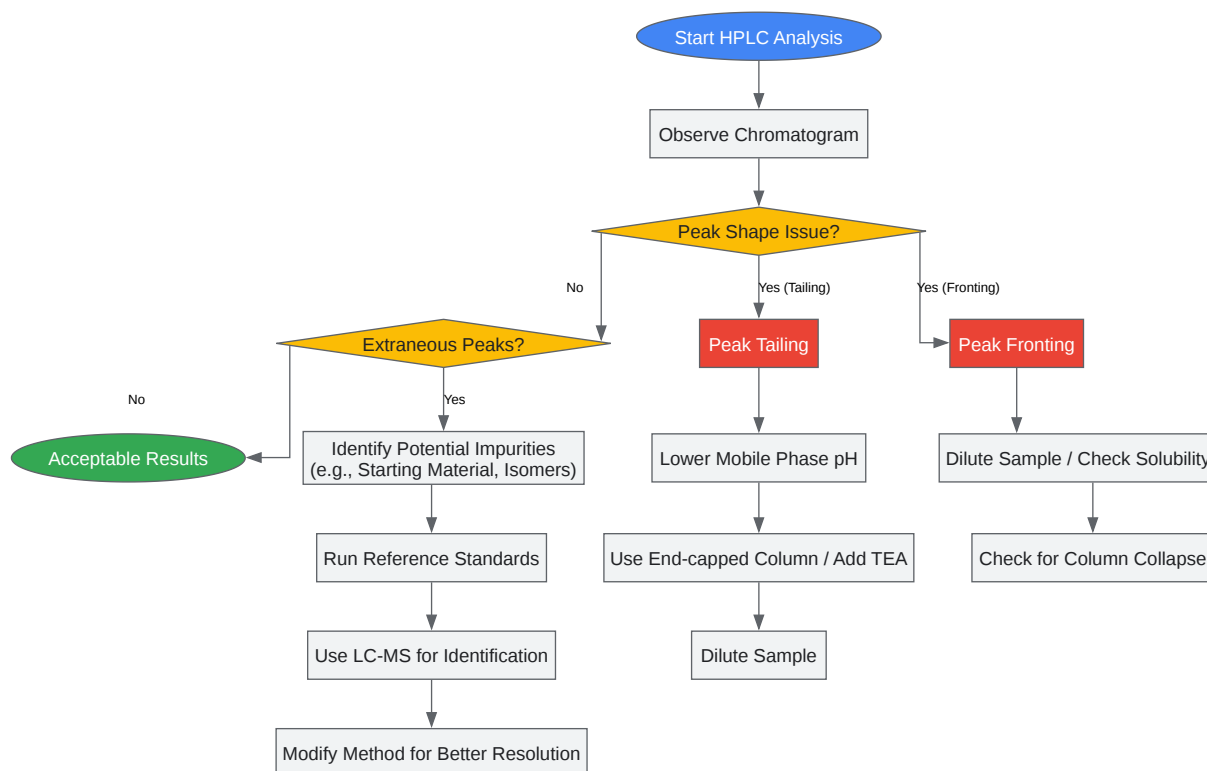 Start HPLC Analysis
Observe Chromatogram
Peak Shape Issue?
No
Yes (Tailing)
Yes (Fronting)
Extraneous Peaks?
Peak Tailing
Peak Fronting
No
Yes
Acceptable Results
Identify Potential Impurities
(e.g., Starting Material, Isomers)
Lower Mobile Phase pH
Dilute Sample / Check Solubility
Run Reference Standards
Use End-capped Column / Add TEA
Check for Column Collapse
Use LC-MS for Identification
Dilute Sample
Modify Method for Better Resolution